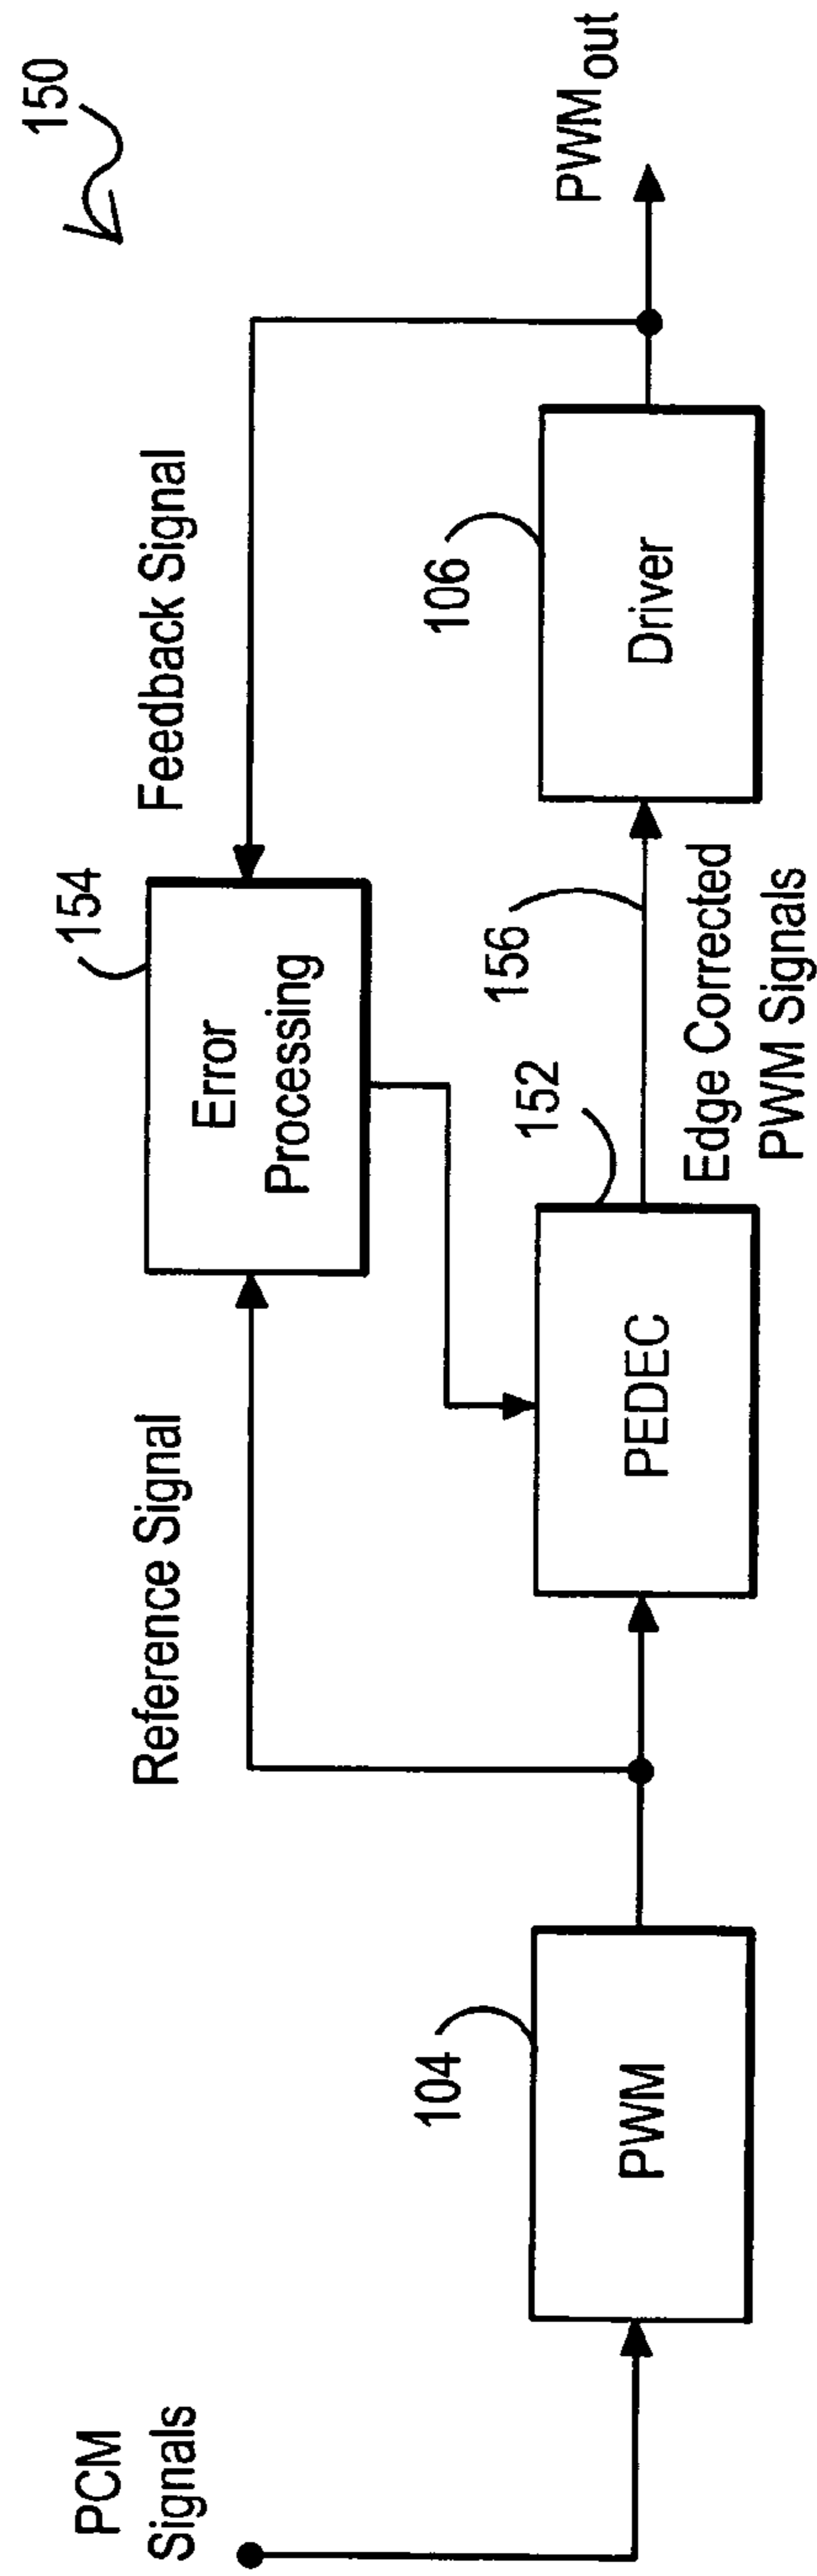 150
PCM
Signals
104
PWM
Reference Signal
154
Error
Processing
Feedback Signal
152
PEDEC
156
Edge Corrected
PWM Signals
106
Driver
PWMout